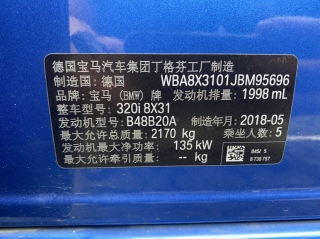 德国宝马汽车集团丁格芬工厂制造
制造国：德国 WBA8X3101JBM95696
品牌：宝马（BMW）牌 发动机排量：1998 mL
整车型号：320i 8X31
发动机型号：B48B20A 制造年月：2018-05
最大允许总质量：2170 kg 乘坐人数：5
发动机最大净功率：135 kW
最大允许牵引质量：-- kg